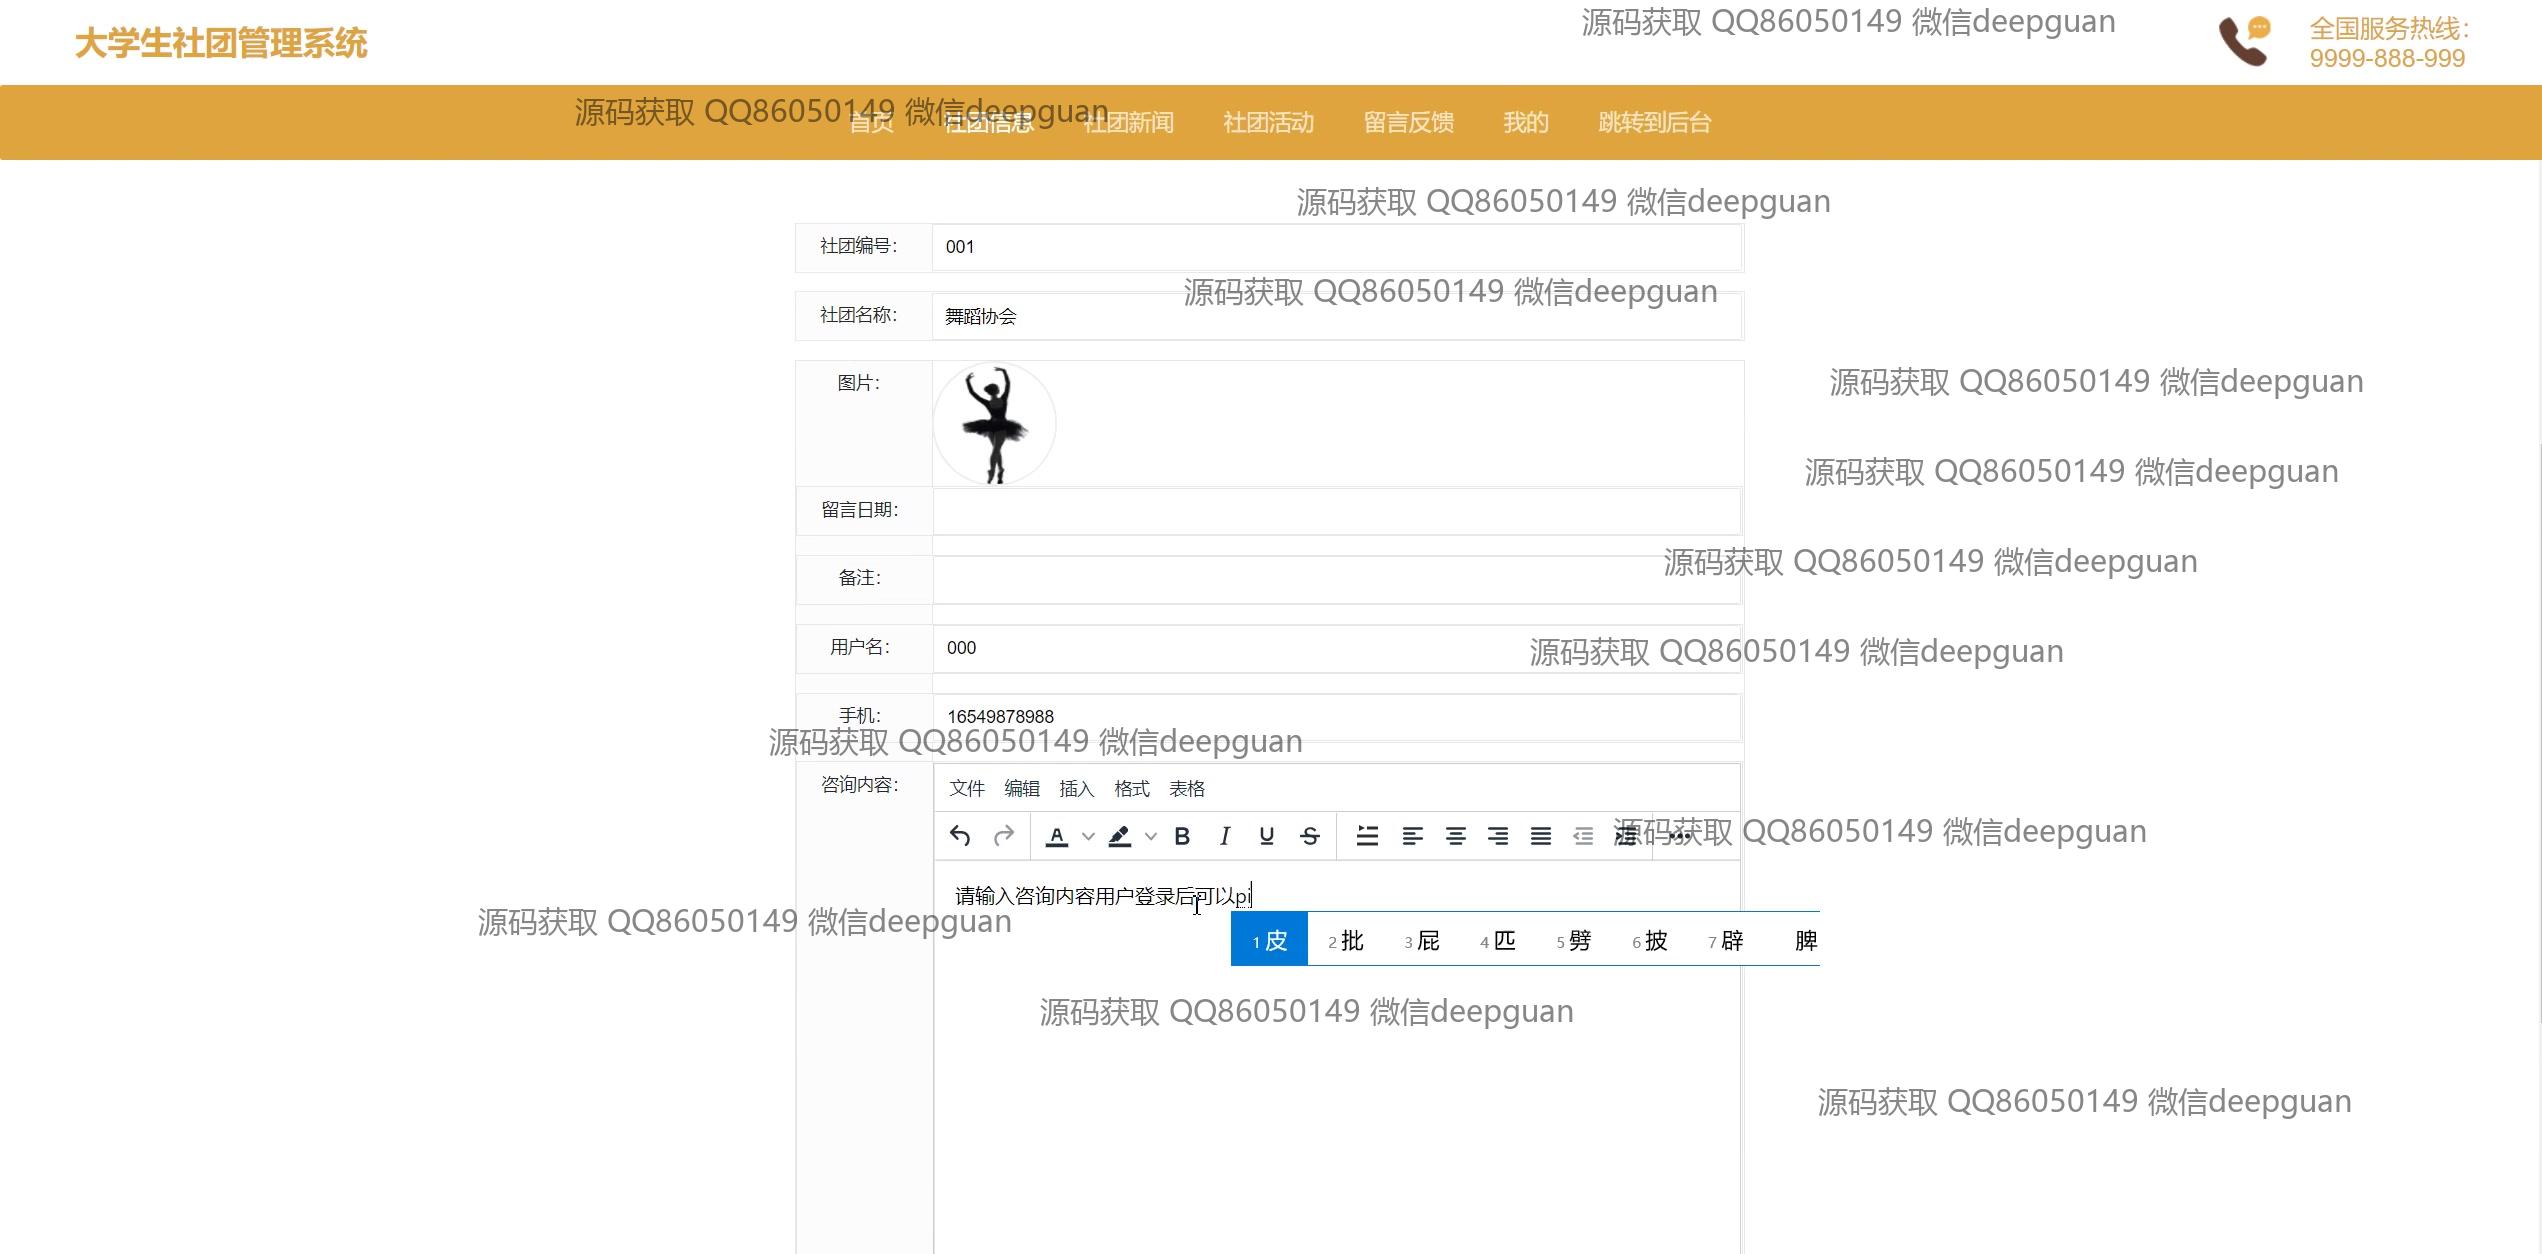 源码获取 QQ86050149 微信deepguan
大学生社团管理系统
全国服务热线：
9999-888-999
源码获取 QQ86050149 微信deepguan
首页 社团信息 社团新闻 社团活动 留言反馈 我的 跳转到后台
源码获取 QQ86050149 微信deepguan
社团编号： 001
源码获取 QQ86050149 微信deepguan
社团名称： 舞蹈协会
图片：
源码获取 QQ86050149 微信deepguan
源码获取 QQ86050149 微信deepguan
留言日期：
源码获取 QQ86050149 微信deepguan
备注：
用户名： 000
源码获取 QQ86050149 微信deepguan
手机： 16549878988
源码获取 QQ86050149 微信deepguan
咨询内容： 文件 编辑 插入 格式 表格
源码获取 QQ86050149 微信deepguan
请输入咨询内容用户登录后可以pi
源码获取 QQ86050149 微信deepguan
1 皮 2 批 3 屁 4 匹 5 劈 6 披 7 辟 脾
源码获取 QQ86050149 微信deepguan
源码获取 QQ86050149 微信deepguan